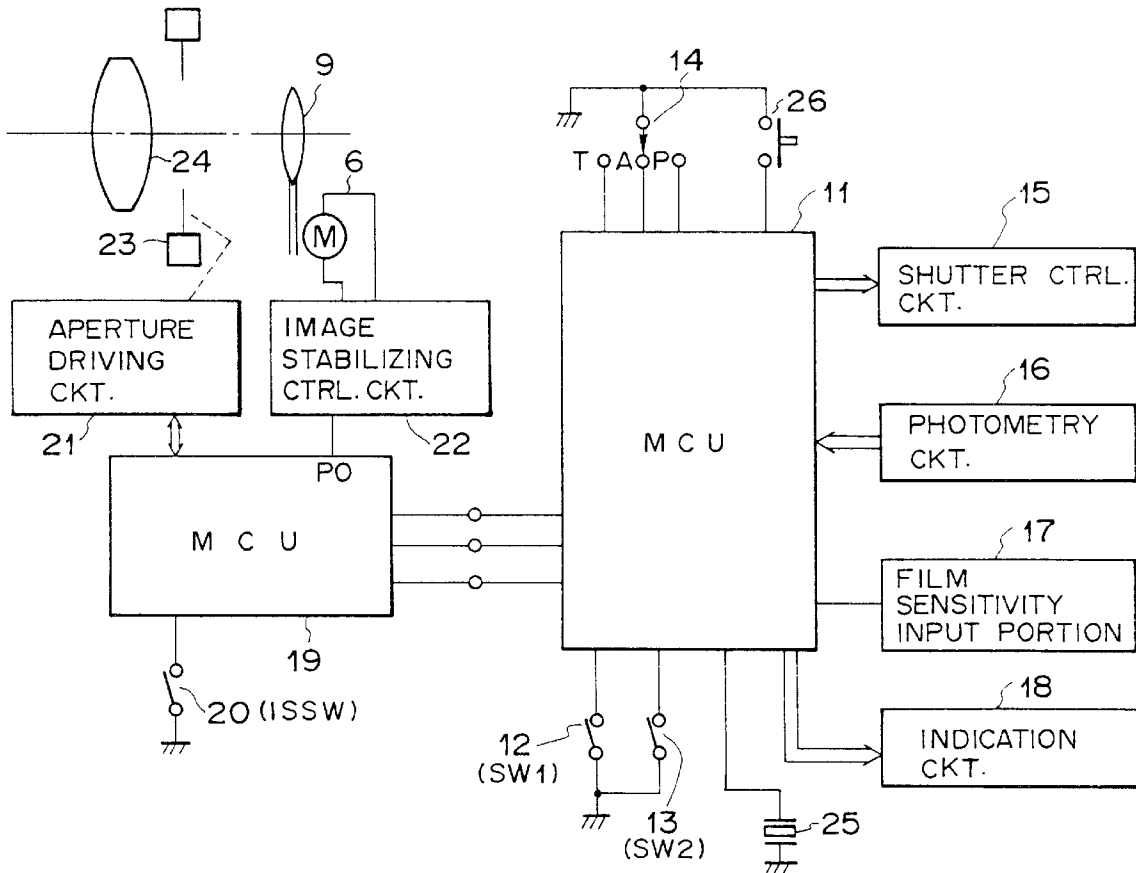 14
26
9
T A P
24
6
11
15
M
23
SHUTTER CTRL.
CKT.
APERTURE
DRIVING
CKT.
IMAGE
STABILIZING
CTRL. CKT.
16
21
22
M C U
PHOTOMETRY
CKT.
PO
M C U
17
FILM
SENSITIVITY
INPUT PORTION
19
18
20 (ISSW)
12
(SW1)
INDICATION
CKT.
13
(SW2)
25